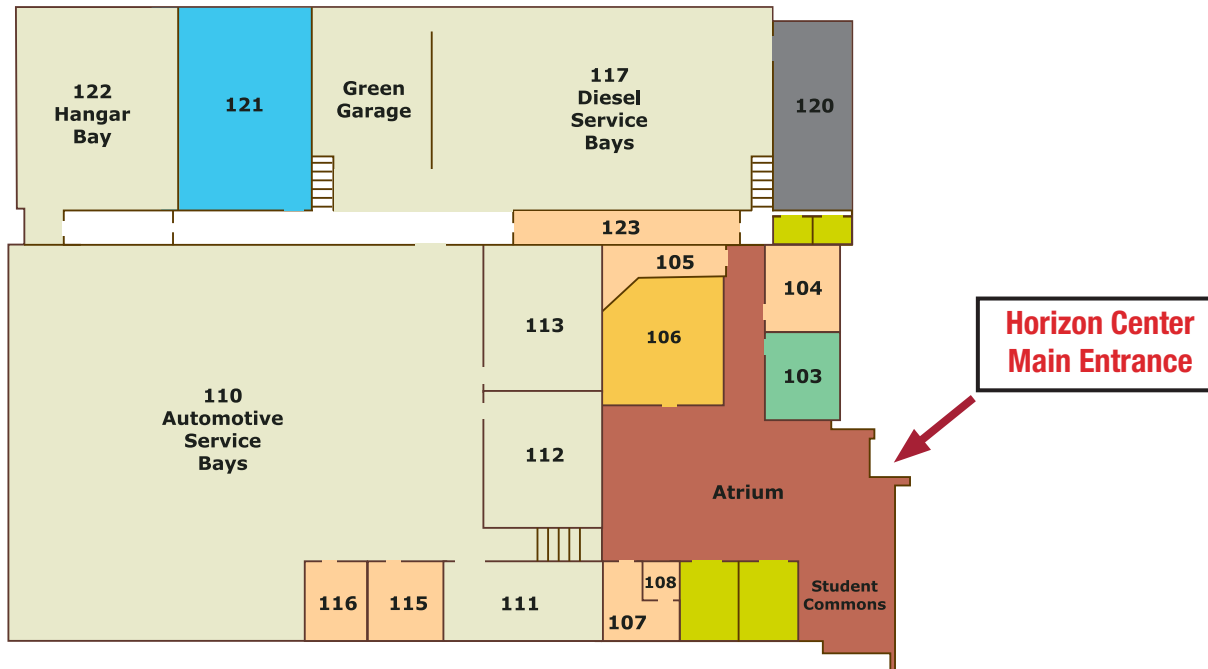 122
Hangar
Bay
121
Green
Garage
117
Diesel
Service
Bays
120
123
105
104
113
106
103
Horizon Center
Main Entrance
110
Automotive
Service
Bays
112
Atrium
116
115
111
107
108
Student
Commons